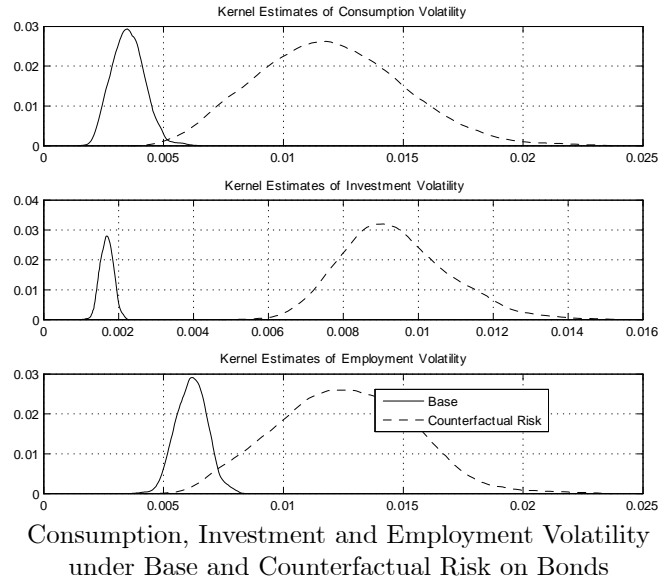 Kernel Estimates of Consumption Volatility
0.03
0.02
0.01
0
0 0.005 0.01 0.015 0.02 0.025
Kernel Estimates of Investment Volatility
0.04
0.03
0.02
0.01
0
0 0.002 0.004 0.006 0.008 0.01 0.012 0.014 0.016
Kernel Estimates of Employment Volatility
0.03
0.02
0.01
0
Base
Counterfactual Risk
0 0.005 0.01 0.015 0.02 0.025
Consumption, Investment and Employment Volatility
under Base and Counterfactual Risk on Bonds